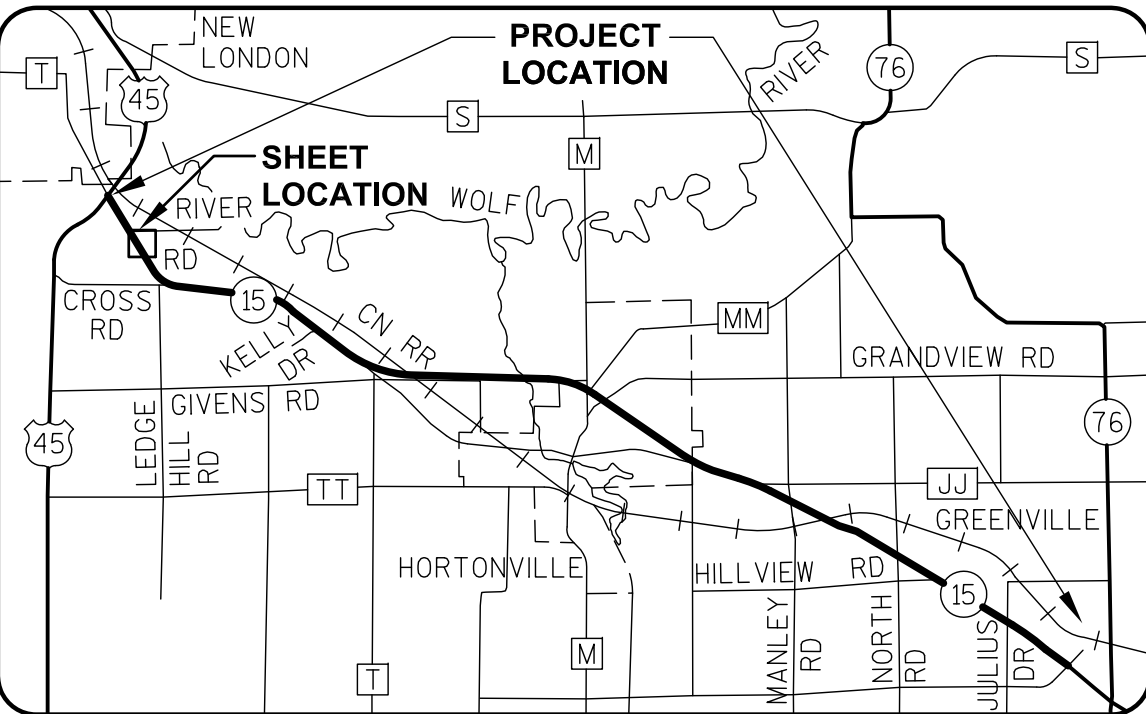 NEW
LONDON
PROJECT
LOCATION
76
S
T
45
RIVER
S
M
SHEET
LOCATION
RIVER
RD
WOLF
CROSS
RD
15
CN RR
MM
KELLY
DR
GRANDVIEW RD
GIVENS RD
LEDGE
HILL
RD
45
76
TT
JJ
GREENVILLE
HORTONVILLE
HILLVIEW RD
15
MANLEY
RD
NORTH
RD
JULIUS
DR
M
T